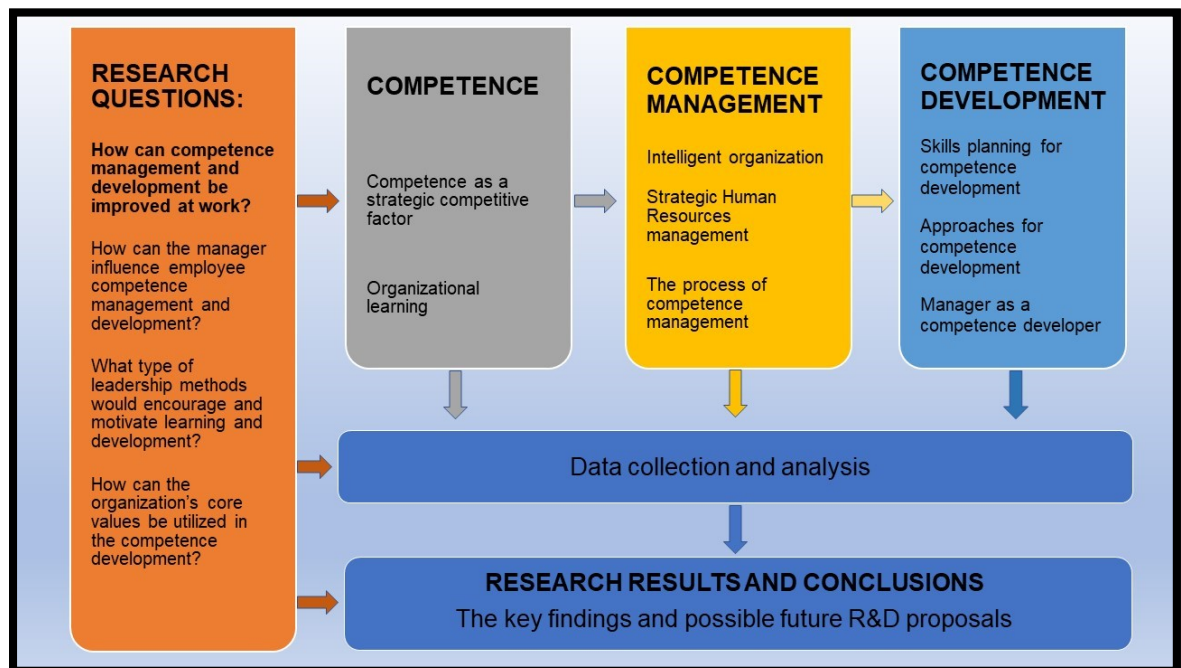 RESEARCH
QUESTIONS:
How can competence
management and
development be
improved at work?
How can the manager
influence employee
competence
management and
development?
What type of
leadership methods
would encourage and
motivate learning and
development?
How can the
organization’s core
values be utilized in
the competence
development?
COMPETENCE
Competence as a
strategic competitive
factor
Organizational
learning
COMPETENCE
MANAGEMENT
Intelligent organization
Strategic Human
Resources
management
The process of
competence
management
COMPETENCE
DEVELOPMENT
Skills planning for
competence
development
Approaches for
competence
development
Manager as a
competence developer
Data collection and analysis
RESEARCH RESULTS AND CONCLUSIONS
The key findings and possible future R&D proposals